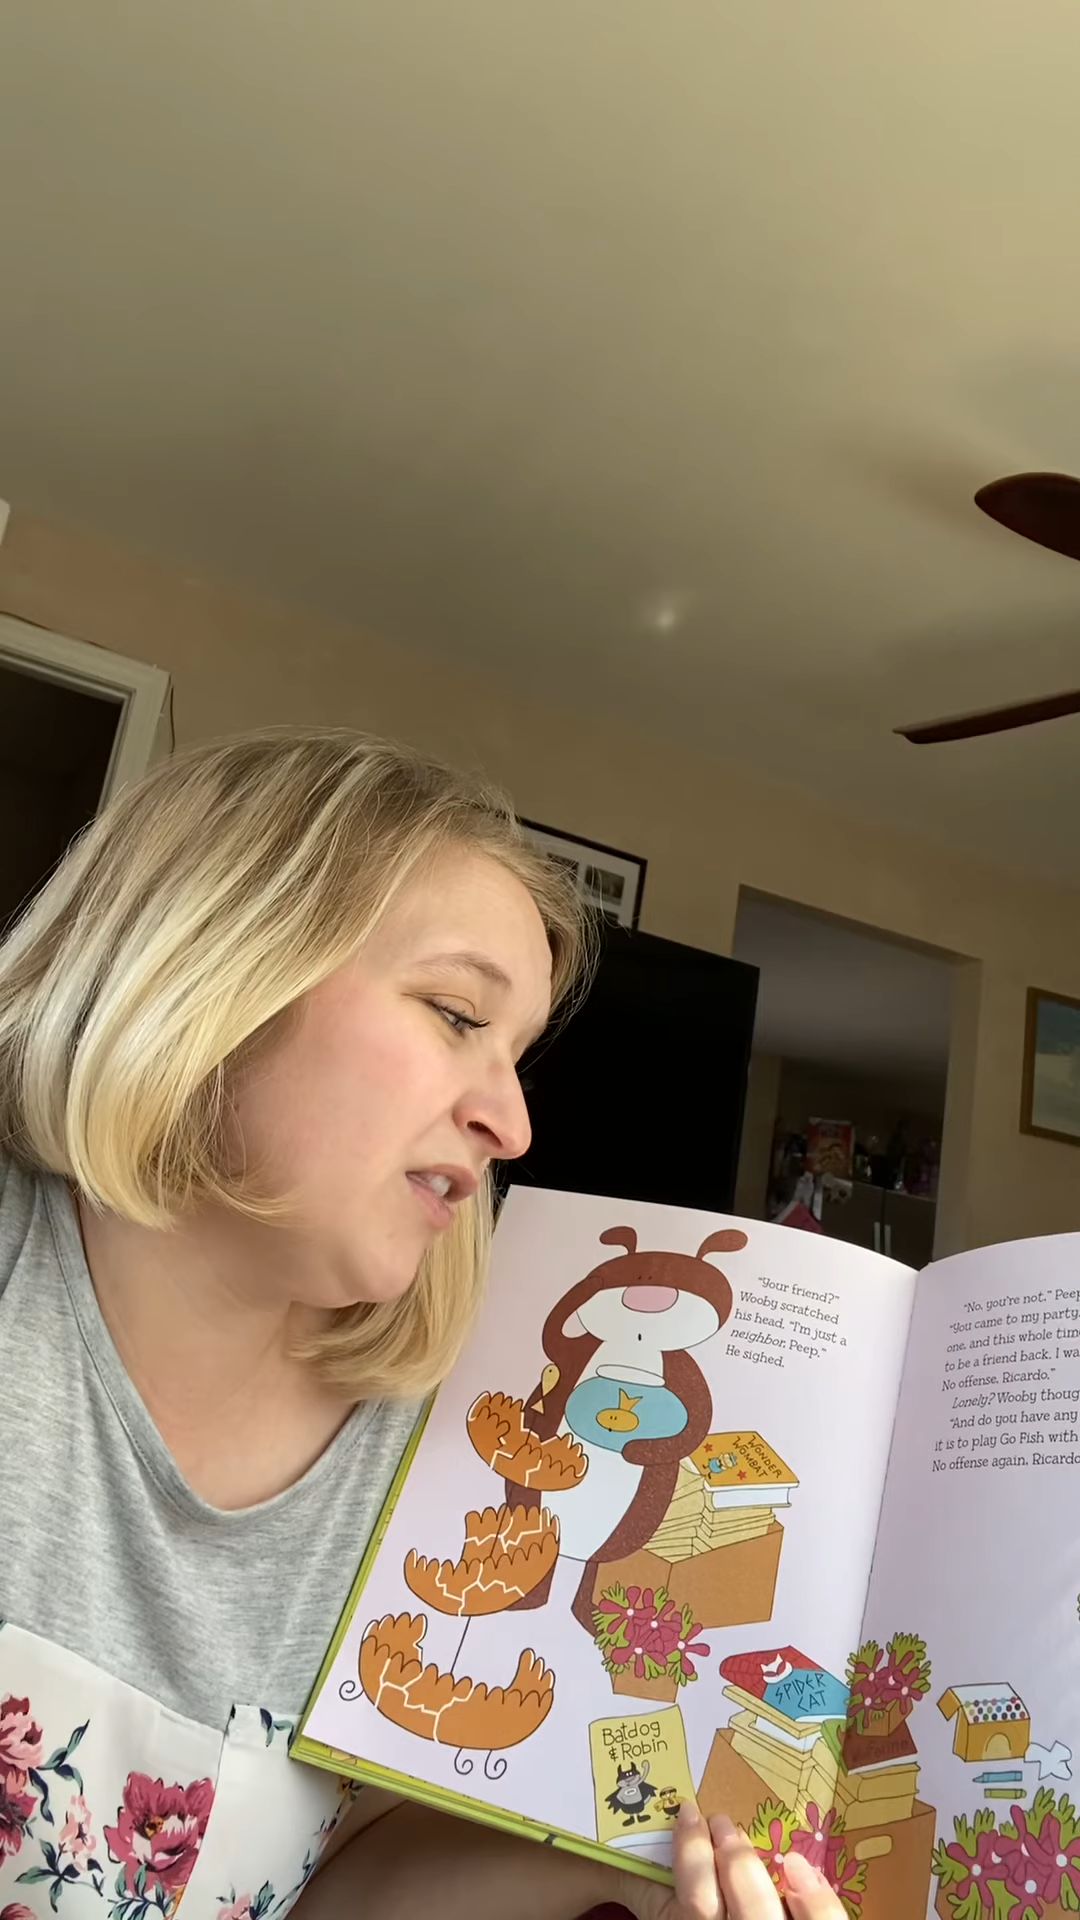 "Your friend?"
Wooby scratched
his head. "I'm just a
neighbor, Peep."
He sighed.
WONDER
WOMBAT
SPIDER
CAT
Batdog
& Robin
"No, you're not." Peep
"You came to my party.
one, and this whole time
to be a friend back. I wa
No offense, Ricardo."
Lonely? Wooby thoug
"And do you have any
it is to play Go Fish with
No offense again, Ricardo